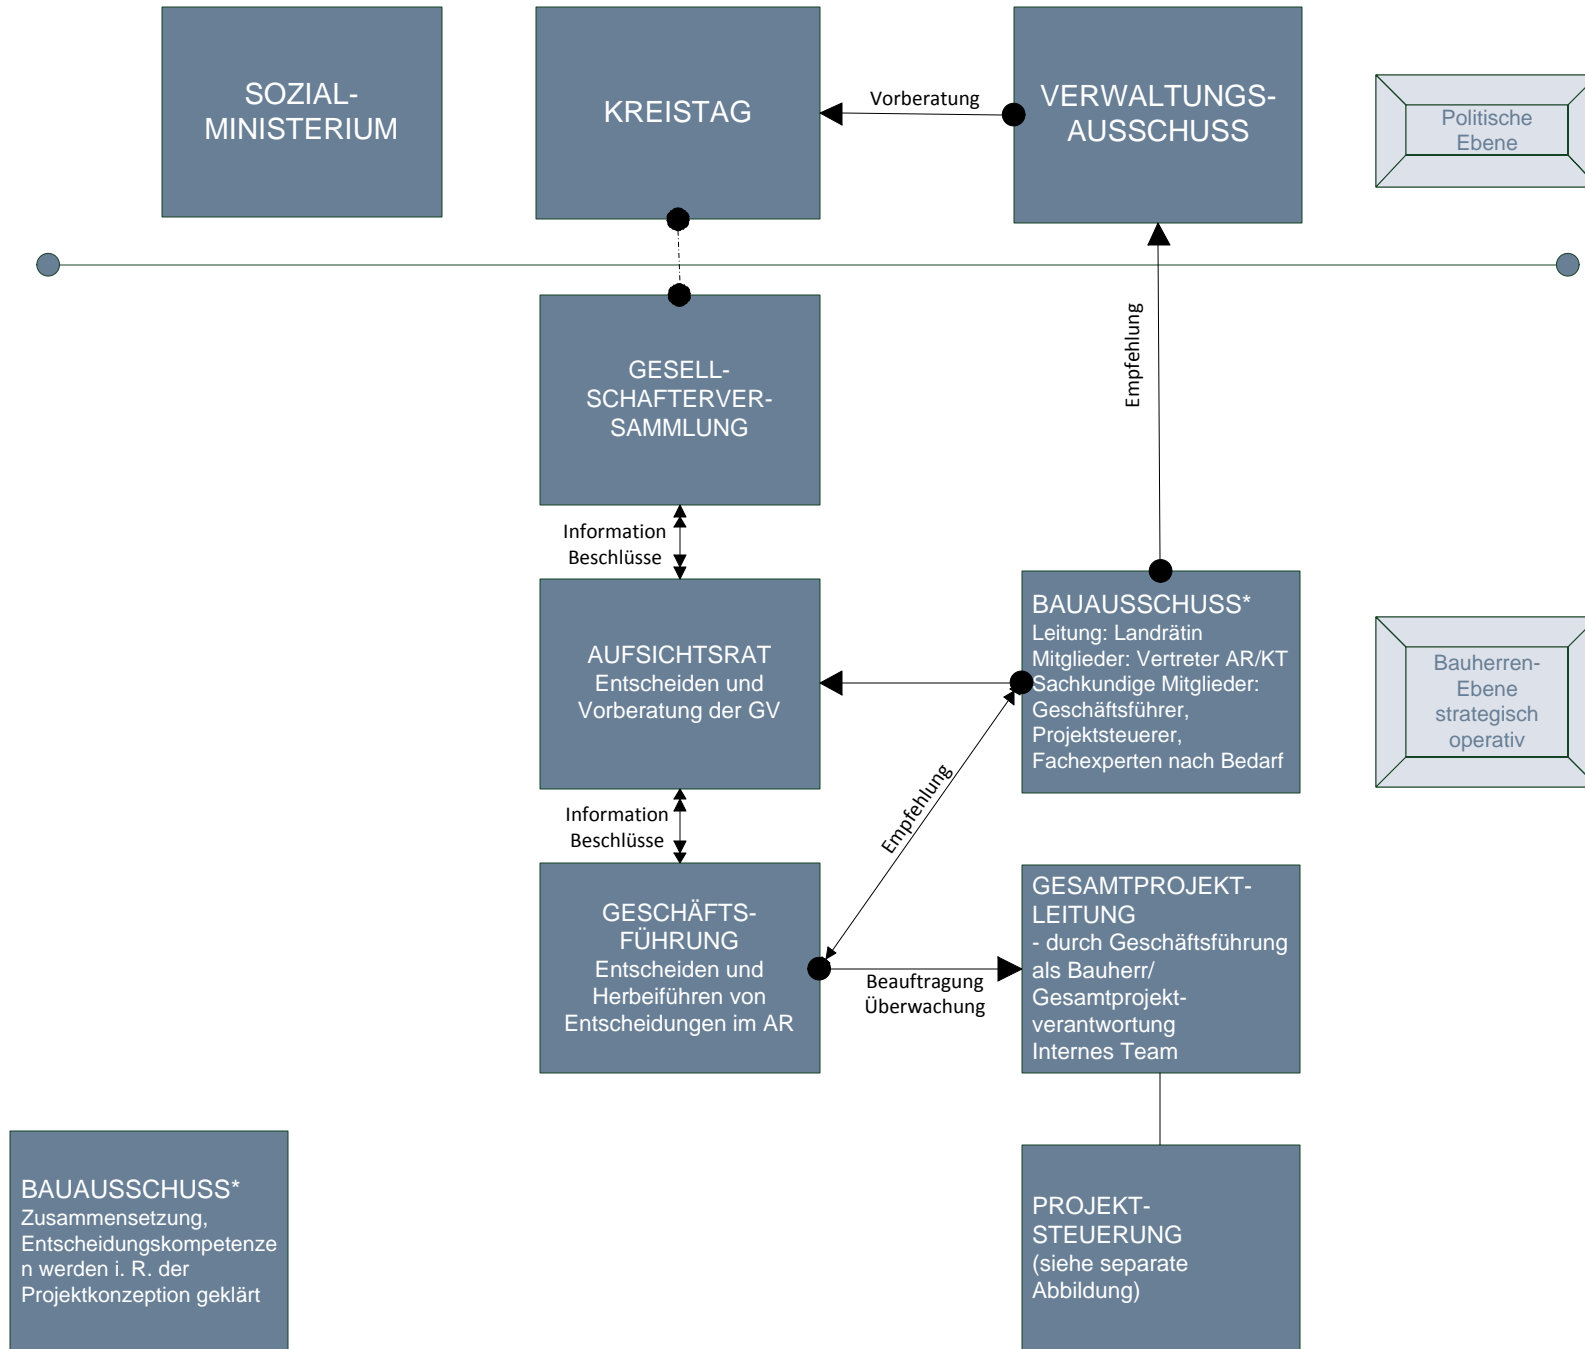 SOZIAL-
MINISTERIUM
KREISTAG
Vorberatung
VERWALTUNGS-
AUSSCHUSS
Politische
Ebene
GESELL-
SCHAFTERVER-
SAMMLUNG
Empfehlung
Information
Beschlüsse
AUFSICHTSRAT
Entscheiden und
Vorberatung der GV
BAUAUSSCHUSS*
Leitung: Landrätin
Mitglieder: Vertreter AR/KT
Sachkundige Mitglieder:
Geschäftsführer,
Projektsteuerer,
Fachexperten nach Bedarf
Bauherren-
Ebene
strategisch
operativ
Information
Beschlüsse
Empfehlung
GESCHÄFTS-
FÜHRUNG
Entscheiden und
Herbeiführen von
Entscheidungen im AR
Beauftragung
Überwachung
GESAMTPROJEKT-
LEITUNG
- durch Geschäftsführung
als Bauherr/
Gesamtprojekt-
verantwortung
Internes Team
BAUAUSSCHUSS*
Zusammensetzung,
Entscheidungskompetenze
n werden i. R. der
Projektkonzeption geklärt
PROJEKT-
STEUERUNG
(siehe separate
Abbildung)